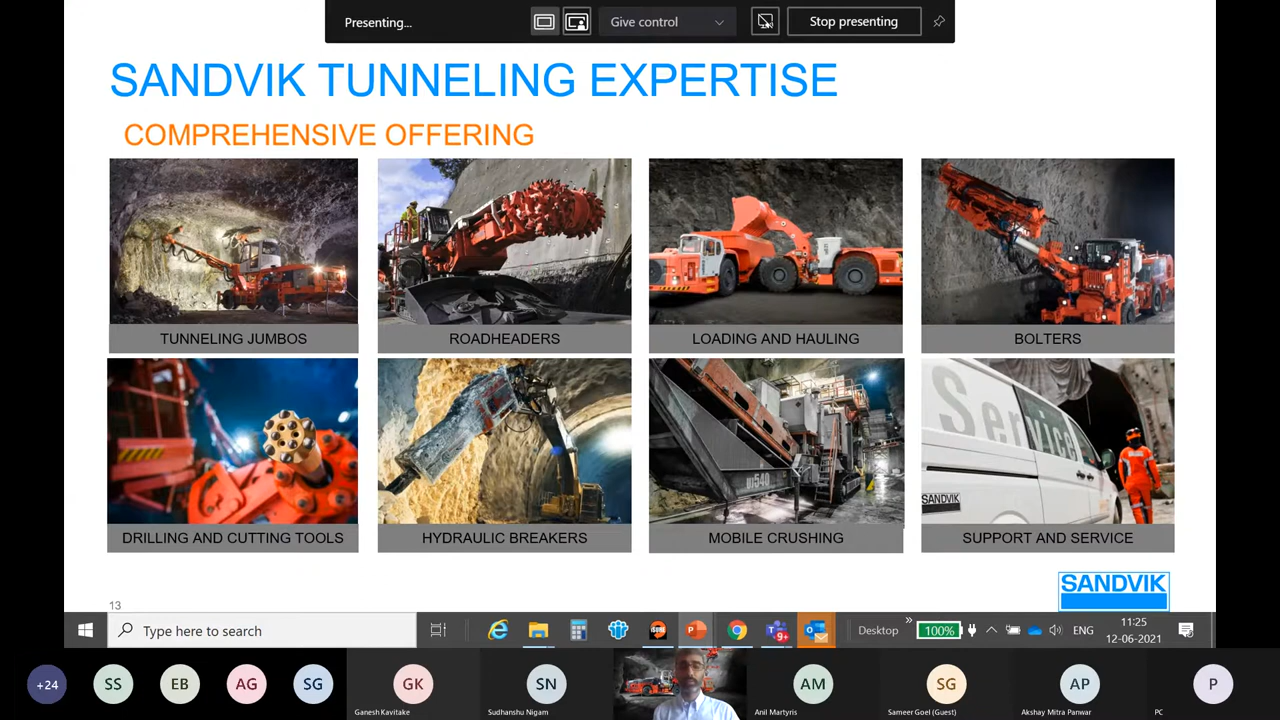 Presenting...
Give control
Stop presenting
SANDVIK TUNNELING EXPERTISE
COMPREHENSIVE OFFERING
TUNNELING JUMBOS
ROADHEADERS
LOADING AND HAULING
BOLTERS
UJ540
Service
SANDVIK
DRILLING AND CUTTING TOOLS
HYDRAULIC BREAKERS
MOBILE CRUSHING
SUPPORT AND SERVICE
SANDVIK
13
Type here to search
9+
Desktop
100%
ENG
11:25
12-06-2021
+24
SS
EB
AG
SG
GK
SN
AM
SG
AP
P
Ganesh Kavitake
Sudhanshu Nigam
Anil Martyris
Sameer Goel (Guest)
Akshay Mitra Panwar
PC